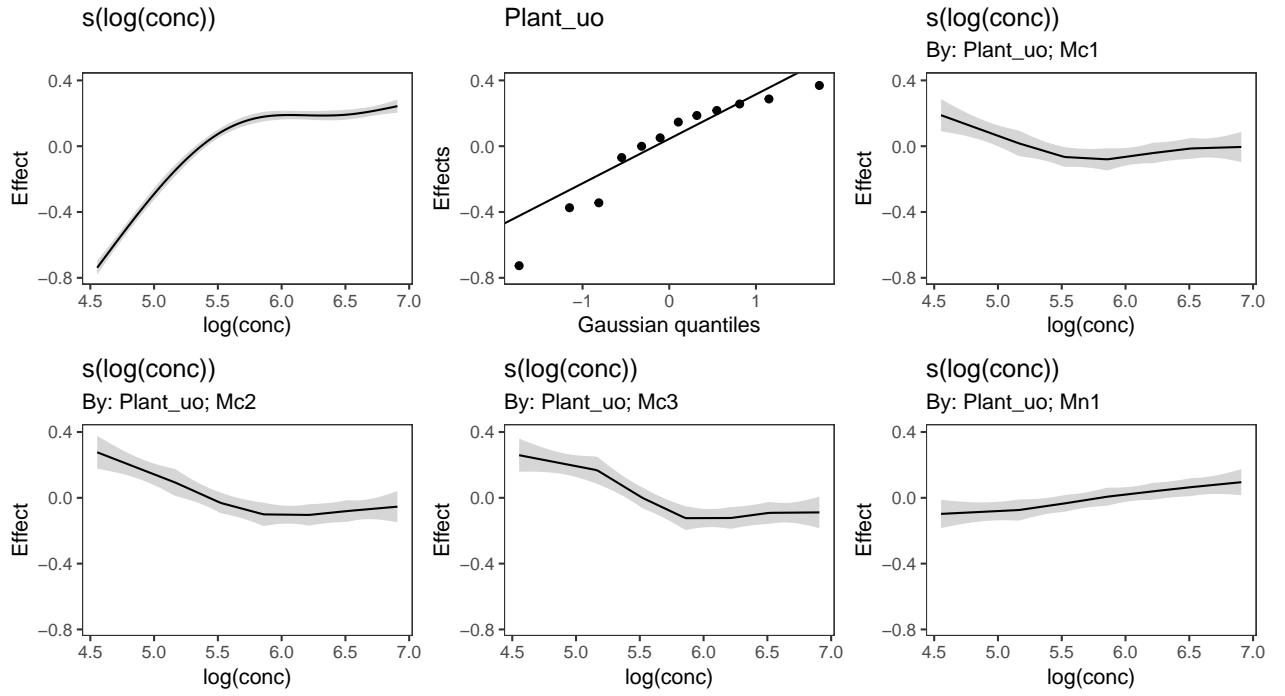 s(log(conc))
Effect
0.4
0.0
−0.4
−0.8
4.5 5.0 5.5 6.0 6.5 7.0
log(conc)
Plant_uo
Effects
0.4
0.0
−0.4
−0.8
−1 0 1
Gaussian quantiles
s(log(conc))
By: Plant_uo; Mc1
Effect
0.4
0.0
−0.4
−0.8
4.5 5.0 5.5 6.0 6.5 7.0
log(conc)
s(log(conc))
By: Plant_uo; Mc2
Effect
0.4
0.0
−0.4
−0.8
4.5 5.0 5.5 6.0 6.5 7.0
log(conc)
s(log(conc))
By: Plant_uo; Mc3
Effect
0.4
0.0
−0.4
−0.8
4.5 5.0 5.5 6.0 6.5 7.0
log(conc)
s(log(conc))
By: Plant_uo; Mn1
Effect
0.4
0.0
−0.4
−0.8
4.5 5.0 5.5 6.0 6.5 7.0
log(conc)